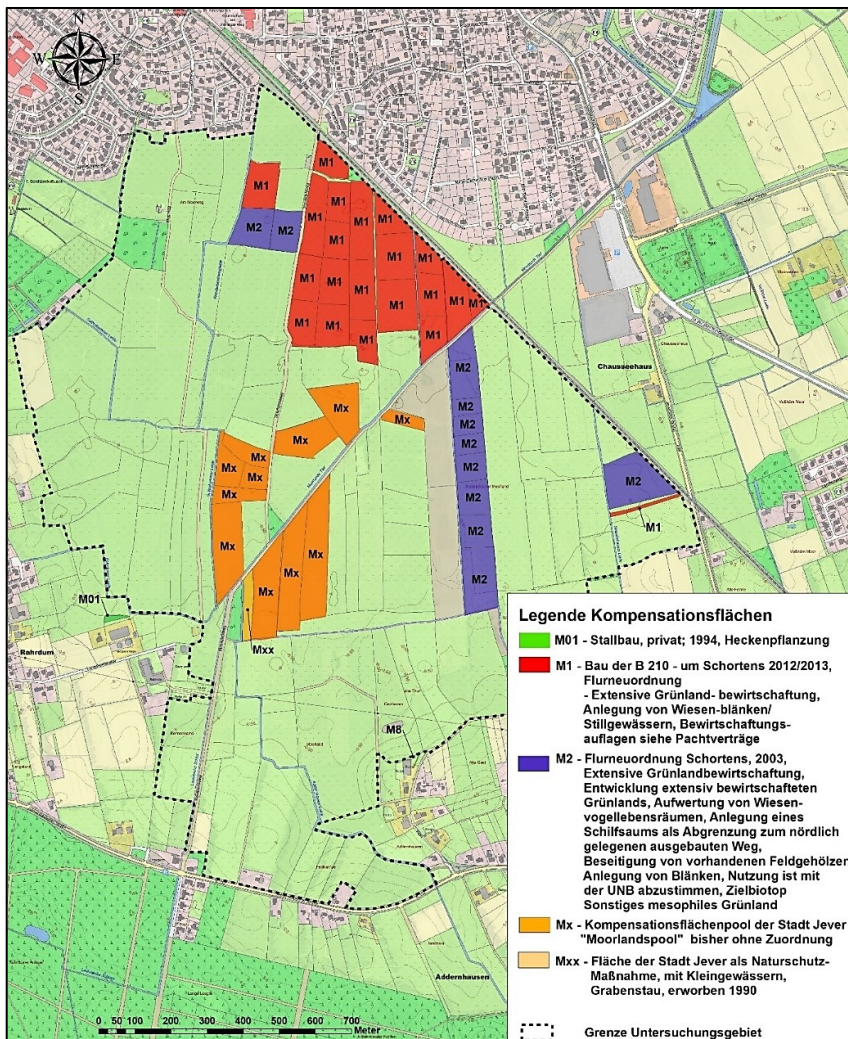 N
W
E
S
M1
M1
M1
M1
M1
M1
M2
M2
M1
M1
M1
M1
M1
M1
M1
M1
M1
M1
M1
M1
M1
M1
M2
Chausseehaus
Chausseehaus
M2
M2
M2
M2
M2
M2
M2
M2
M1
Mx
Mx
Mx
Mx
Mx
Mx
Mx
Mx
Mx
Mx
Mx
Mxx
M01
Rahrdum
M8
Addernhausen
Legende Kompensationsflächen
M01 - Stallbau, privat; 1994, Heckenpflanzung
M1 - Bau der B 210 - um Schortens 2012/2013,
Flurneuordnung
- Extensive Grünland- bewirtschaftung,
Anlegung von Wiesen-blänken/
Stillgewässern, Bewirtschaftungs-
auflagen siehe Pachtverträge
M2 - Flurneuordnung Schortens, 2003,
Extensive Grünlandbewirtschaftung,
Entwicklung extensiv bewirtschafteten
Grünlands, Aufwertung von Wiesen-
vogellebensräumen, Anlegung eines
Schilfsaums als Abgrenzung zum nördlich
gelegenen ausgebauten Weg,
Beseitigung von vorhandenen Feldgehölzen
Anlegung von Blänken, Nutzung ist mit
der UNB abzustimmen, Zielbiotop
Sonstiges mesophiles Grünland
Mx - Kompensationsflächenpool der Stadt Jever
"Moorlandspool" bisher ohne Zuordnung
Mxx - Fläche der Stadt Jever als Naturschutz-
Maßnahme, mit Kleingewässern,
Grabenstau, erworben 1990
Grenze Untersuchungsgebiet
0 50 100 200 300 400 500 600 700
Meter